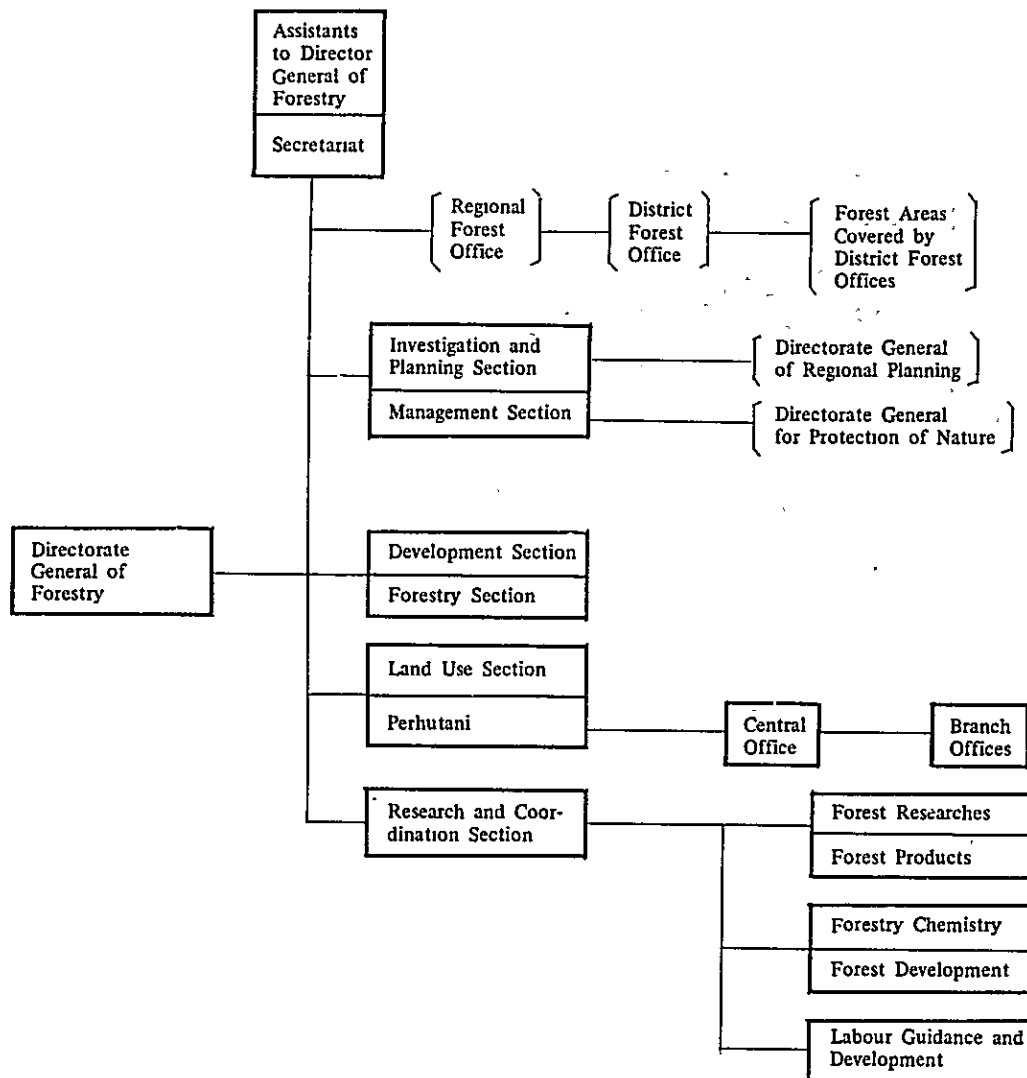 Assistants
to Director
General of
Forestry
Secretariat
Regional
Forest
Office
District
Forest
Office
Forest Areas
Covered by
District Forest
Offices
Investigation and
Planning Section
Management Section
Directorate General
of Regional Planning
Directorate General
for Protection of Nature
Directorate
General of
Forestry
Development Section
Forestry Section
Land Use Section
Perhutani
Central
Office
Branch
Offices
Research and Coor-
dination Section
Forest Researches
Forest Products
Forestry Chemistry
Forest Development
Labour Guidance and
Development